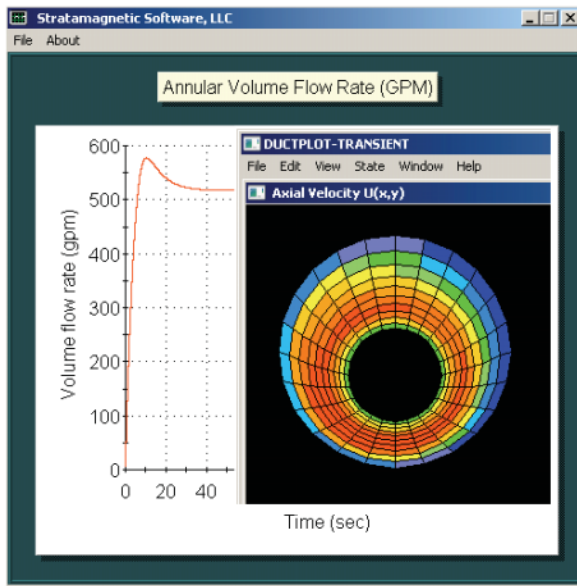 Stratamagnetic Software, LLC
File About
Annular Volume Flow Rate (GPM)
600
500
400
300
200
100
0
Volume flow rate (gpm)
0 20 40
Time (sec)
DUCTPLOT-TRANSIENT
File Edit View State Window Help
Axial Velocity U(x,y)